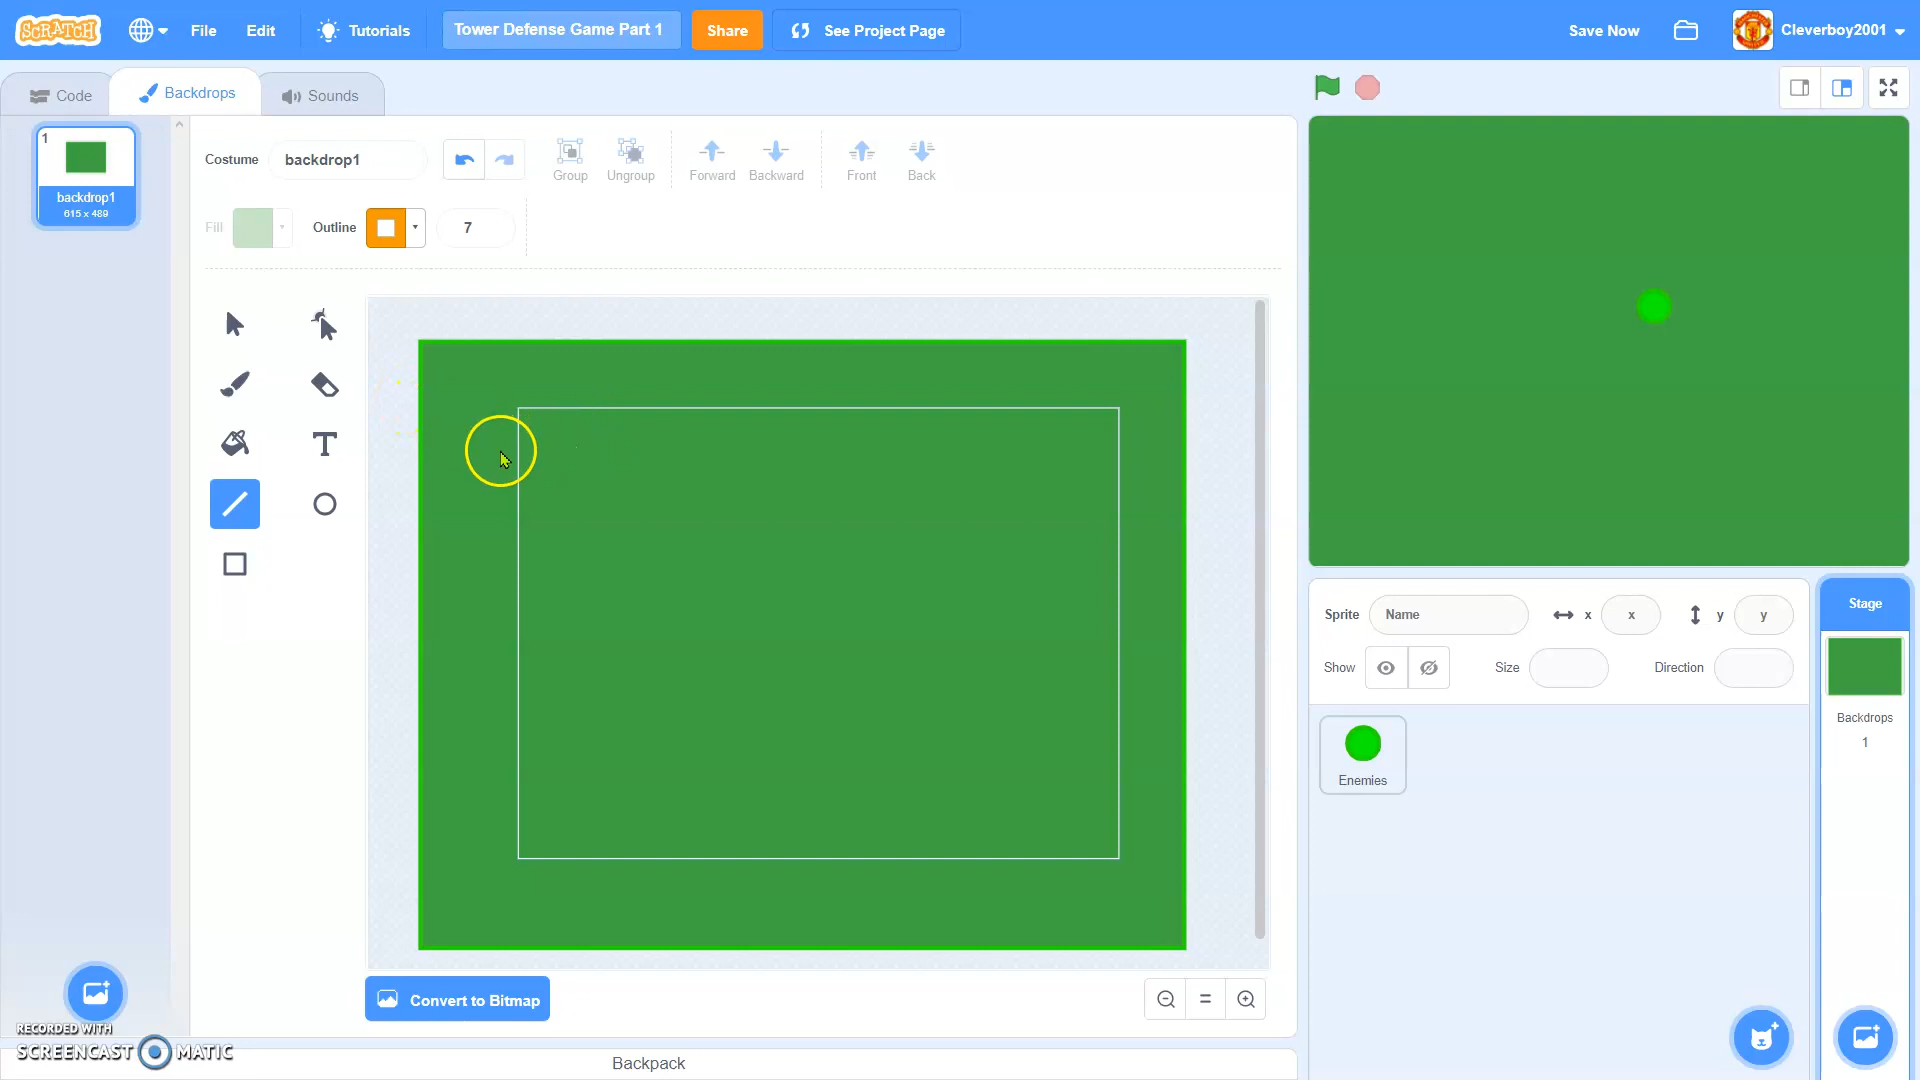 SCRATCH File Edit Tutorials Tower Defense Game Part 1 Share See Project Page Save Now Cleverboy2001
Code Backdrops Sounds
1
backdrop1
615 x 489
Costume backdrop1 Group Ungroup Forward Backward Front Back
Fill Outline 7
T
Convert to Bitmap
Sprite Name x x y y
Show Size Direction
Enemies
Stage
Backdrops
1
RECORDED WITH
SCREENCAST MATIC
Backpack